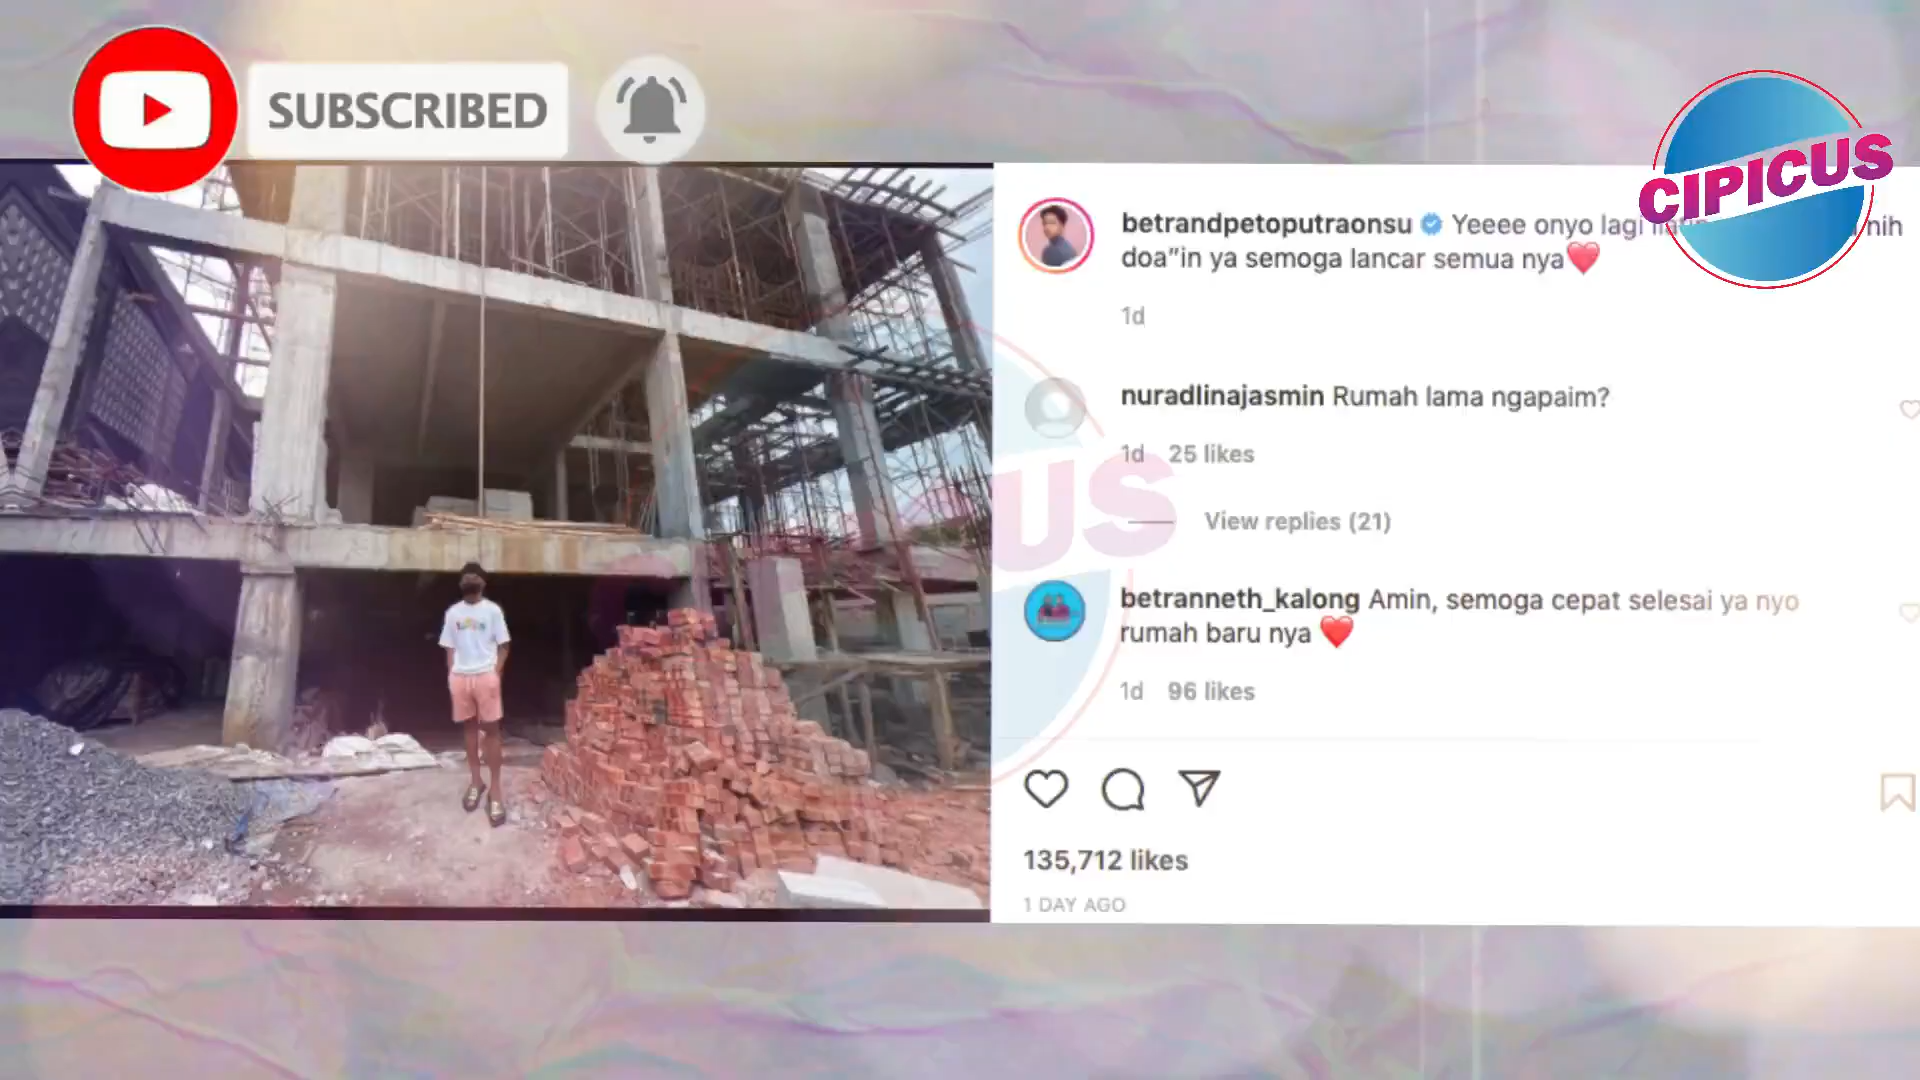 SUBSCRIBED
CIPICUS
betrandpetoputraonsu Yeeee onyo lagi nih
doa"in ya semoga lancar semua nya❤️
1d
nuradlinajasmin Rumah lama ngapaim?
1d 25 likes
View replies (21)
US
betranneth_kalong Amin, semoga cepat selesai ya nyo
rumah baru nya ❤️
1d 96 likes
135,712 likes
1 DAY AGO